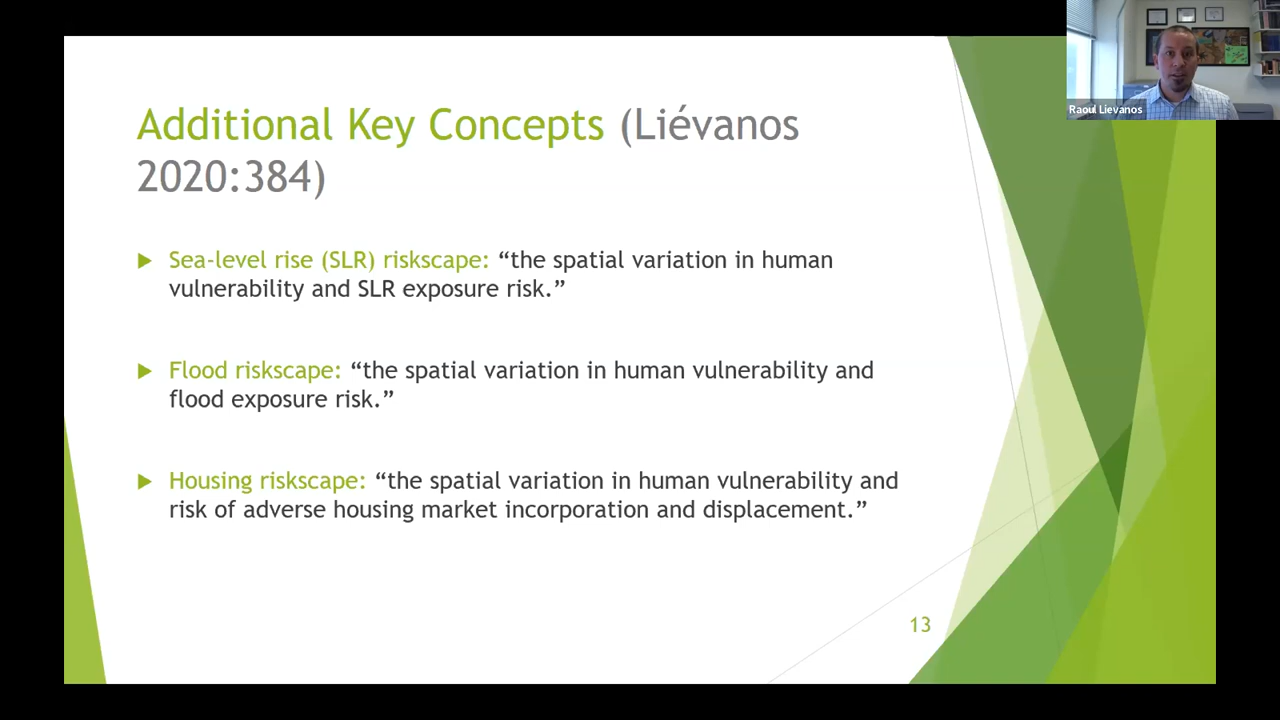 Raoul Lievanos
Additional Key Concepts (Liévanos
2020:384)
Sea-level rise (SLR) riskscape: “the spatial variation in human
vulnerability and SLR exposure risk.”
Flood riskscape: “the spatial variation in human vulnerability and
flood exposure risk.”
Housing riskscape: “the spatial variation in human vulnerability and
risk of adverse housing market incorporation and displacement.”
13